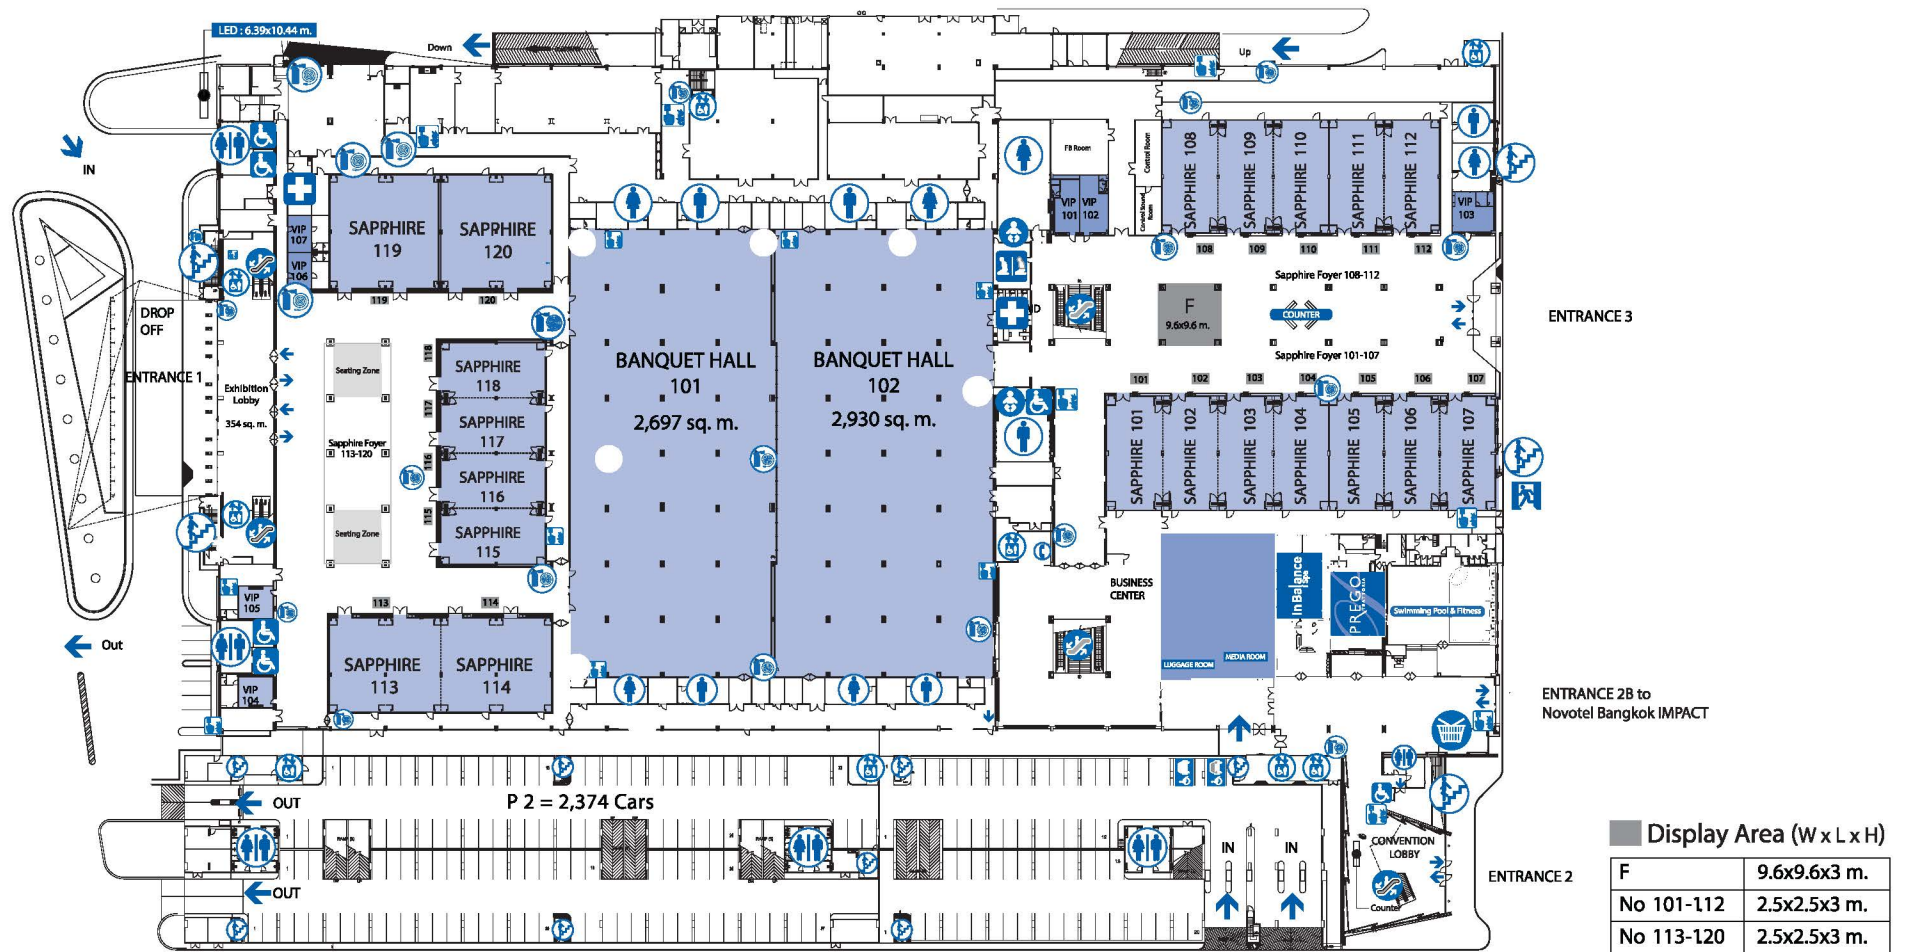 LED : 6.39x10.44 m.
Down
Up
IN
DROP
OFF
ENTRANCE 1
Exhibition
Lobby
354 sq. m.
Out
VIP
107
VIP
106
SAPPHIRE
119
SAPPHIRE
120
119
120
Seating Zone
Sapphire Foyer
113-120
Seating Zone
118
117
116
115
SAPPHIRE
118
SAPPHIRE
117
SAPPHIRE
116
SAPPHIRE
115
VIP
105
VIP
104
113
114
SAPPHIRE
113
SAPPHIRE
114
BANQUET HALL
101
2,697 sq. m.
BANQUET HALL
102
2,930 sq. m.
FB Room
VIP
101
VIP
102
Control Room
Control Sound
Room
SAPPHIRE 108
SAPPHIRE 109
SAPPHIRE 110
SAPPHIRE 111
SAPPHIRE 112
VIP
103
108
109
110
111
112
Sapphire Foyer 108-112
F
9.6x9.6 m.
COUNTER
Sapphire Foyer 101-107
ENTRANCE 3
101
102
103
104
105
106
107
SAPPHIRE 101
SAPPHIRE 102
SAPPHIRE 103
SAPPHIRE 104
SAPPHIRE 105
SAPPHIRE 106
SAPPHIRE 107
BUSINESS
CENTER
LUGGAGE ROOM
MEDIA ROOM
InBalance
Spa
PREGO
Swimming Pool & Fitness
ENTRANCE 2B to
Novotel Bangkok IMPACT
OUT
P 2 = 2,374 Cars
OUT
IN
IN
CONVENTION
LOBBY
Counter
ENTRANCE 2
Display Area (W x L x H)
F 9.6x9.6x3 m.
No 101-112 2.5x2.5x3 m.
No 113-120 2.5x2.5x3 m.